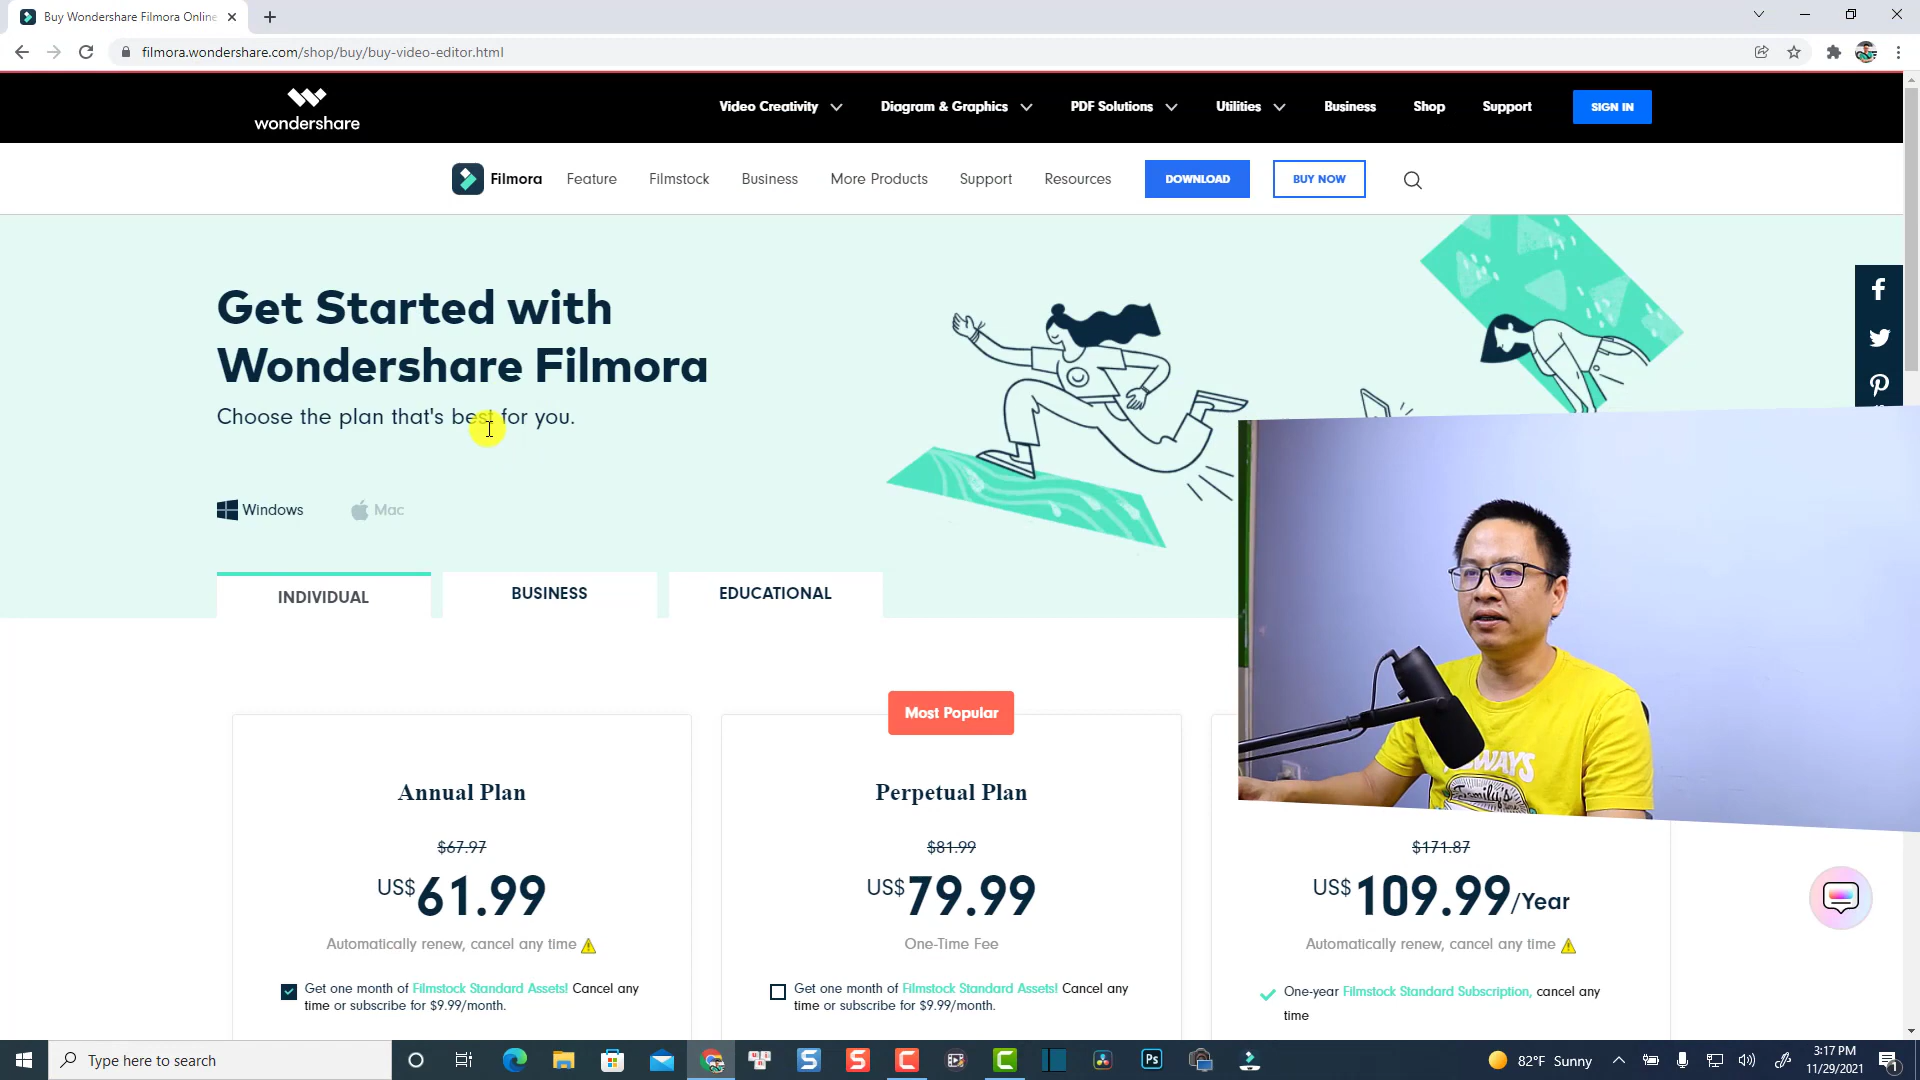 Buy Wondershare Filmora Online
filmora.wondershare.com/shop/buy/buy-video-editor.html
wondershare
Video Creativity
Diagram & Graphics
PDF Solutions
Utilities
Business
Shop
Support
SIGN IN
Filmora
Feature
Filmstock
Business
More Products
Support
Resources
DOWNLOAD
BUY NOW
Get Started with
Wondershare Filmora
Choose the plan that's best for you.
Windows
Mac
INDIVIDUAL
BUSINESS
EDUCATIONAL
Most Popular
Annual Plan
$67.97
US$61.99
Automatically renew, cancel any time
Get one month of Filmstock Standard Assets! Cancel any
time or subscribe for $9.99/month.
Perpetual Plan
$81.99
US$79.99
One-Time Fee
Get one month of Filmstock Standard Assets! Cancel any
time or subscribe for $9.99/month.
$171.87
US$109.99/Year
Automatically renew, cancel any time
One-year Filmstock Standard Subscription, cancel any
time
Type here to search
Ps
82°F Sunny
3:17 PM
11/29/2021